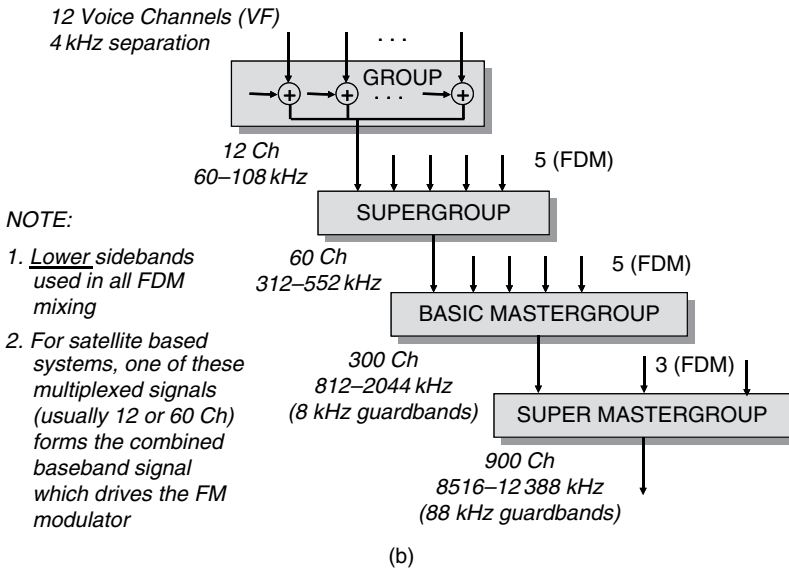 12 Voice Channels (VF)
4 kHz separation
. . .
GROUP
+ + . . . +
12 Ch
60–108 kHz
5 (FDM)
SUPERGROUP
60 Ch
312–552 kHz
5 (FDM)
BASIC MASTERGROUP
300 Ch
812–2044 kHz
(8 kHz guardbands)
3 (FDM)
SUPER MASTERGROUP
900 Ch
8516–12 388 kHz
(88 kHz guardbands)
NOTE:
1. Lower sidebands
used in all FDM
mixing
2. For satellite based
systems, one of these
multiplexed signals
(usually 12 or 60 Ch)
forms the combined
baseband signal
which drives the FM
modulator
(b)